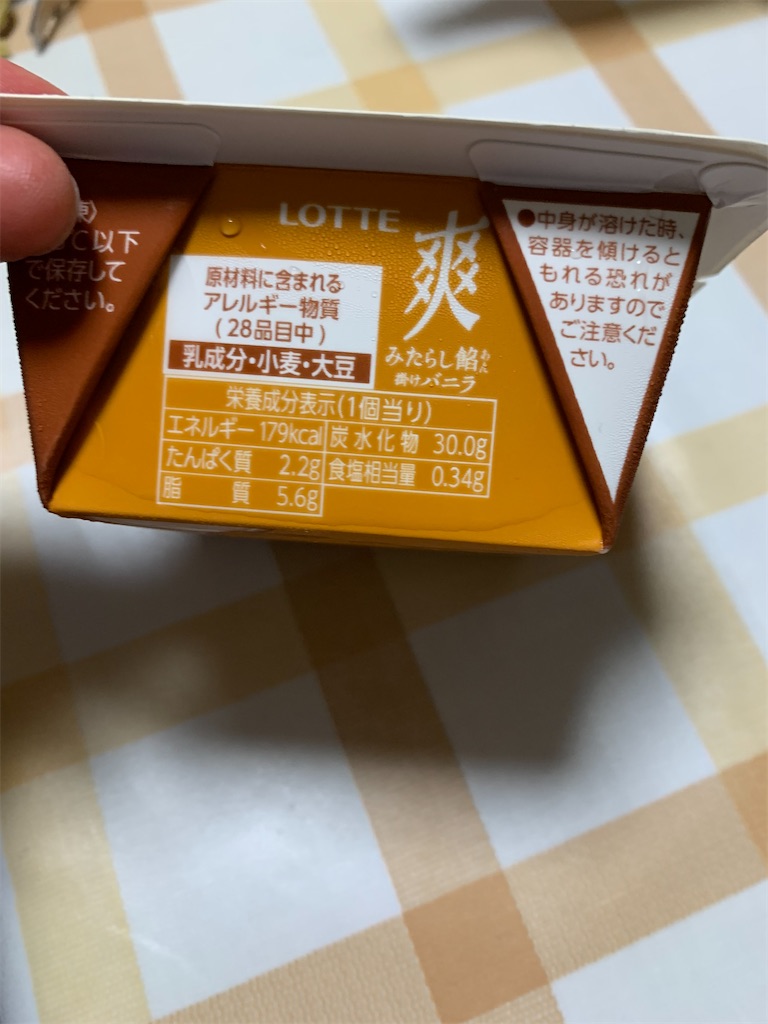 ℃以下
で保存して
ください。
LOTTE
爽
みたらし餡
あん
掛けバニラ
原材料に含まれる
アレルギー物質
(28品目中)
乳成分・小麦・大豆
栄養成分表示(1個当り)
エネルギー 179kcal 炭水化物 30.0g
たんぱく質 2.2g 食塩相当量 0.34g
脂質 5.6g
●中身が溶けた時、
容器を傾けると
もれる恐れが
ありますので
ご注意くだ
さい。